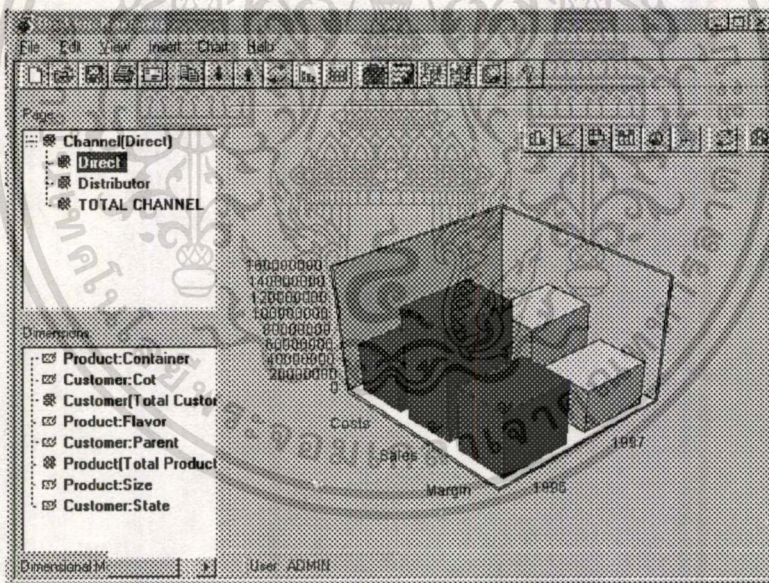 File Edit View Insert Chart Help
Page
Channel(Direct)
Direct
Distributor
TOTAL CHANNEL
160000000
140000000
120000000
100000000
80000000
60000000
40000000
20000000
0
Costs
Sales
Margin
1996
1997
Dimensions
Product:Container
Customer:Cot
Customer(Total Custor
Product:Flavor
Customer:Parent
Product(Total Product
Product:Size
Customer:State
Dimensional M
User ADMIN